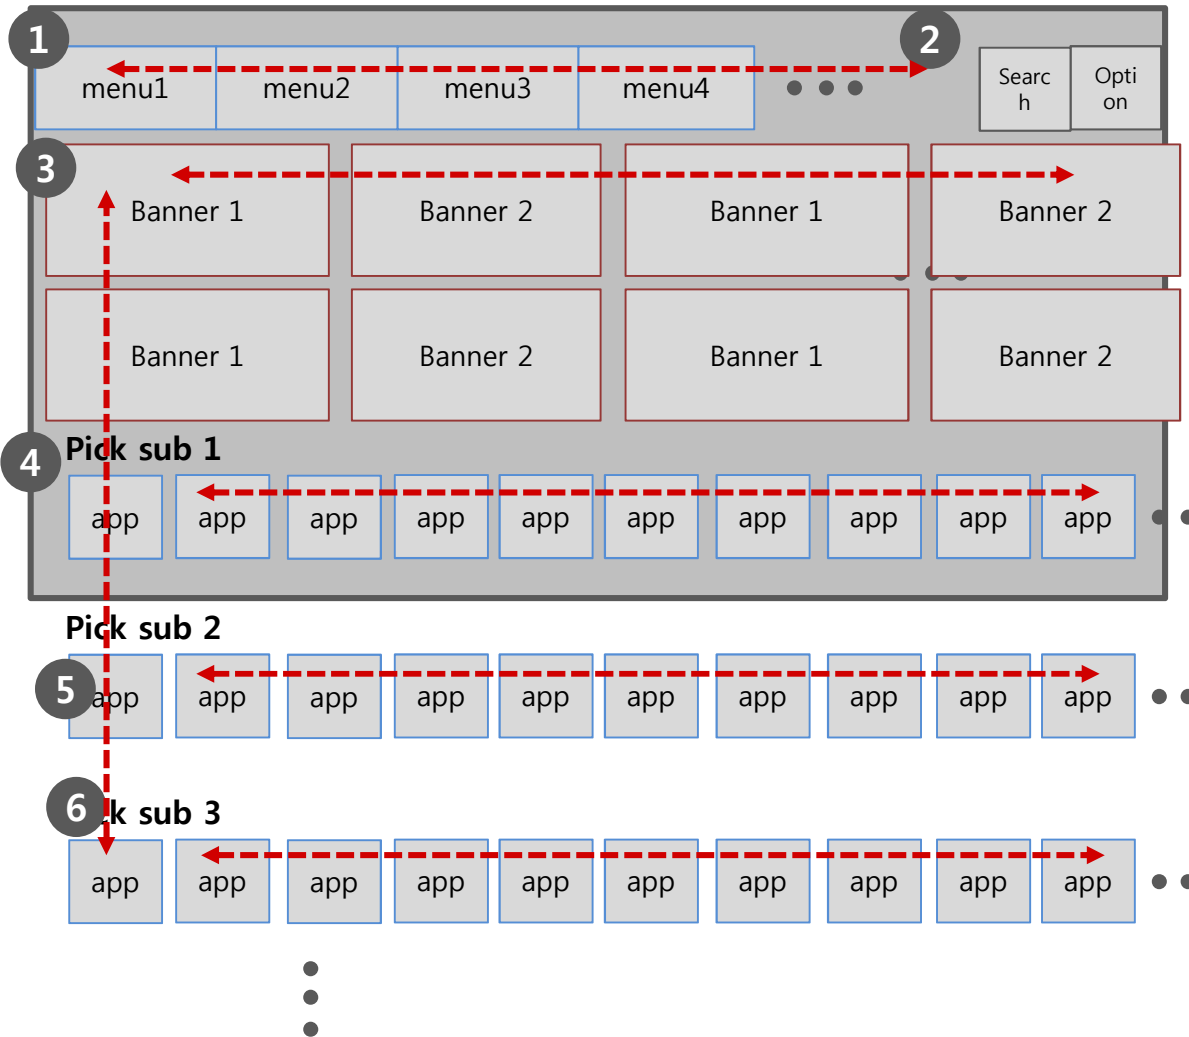 1
2
menu1 menu2 menu3 menu4
Searc
h
Opti
on
3
Banner 1 Banner 2 Banner 1 Banner 2
Banner 1 Banner 2 Banner 1 Banner 2
4
Pick sub 1
app app app app app app app app app app
Pick sub 2
5
app app app app app app app app app app
6
ck sub 3
app app app app app app app app app app